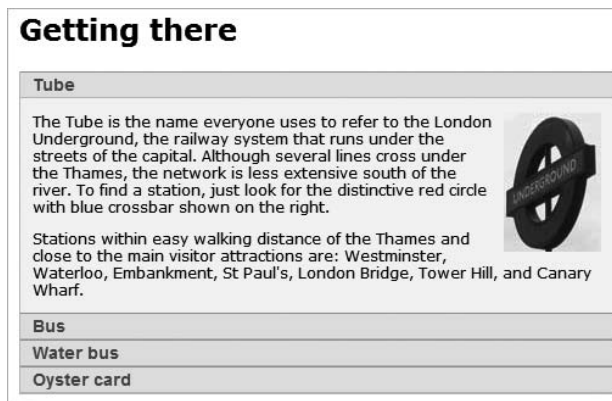 Getting there
Tube
The Tube is the name everyone uses to refer to the London
Underground, the railway system that runs under the
streets of the capital. Although several lines cross under
the Thames, the network is less extensive south of the
river. To find a station, just look for the distinctive red circle
with blue crossbar shown on the right.
UNDERGROUND
Stations within easy walking distance of the Thames and
close to the main visitor attractions are: Westminster,
Waterloo, Embankment, St Paul's, London Bridge, Tower Hill, and Canary
Wharf.
Bus
Water bus
Oyster card